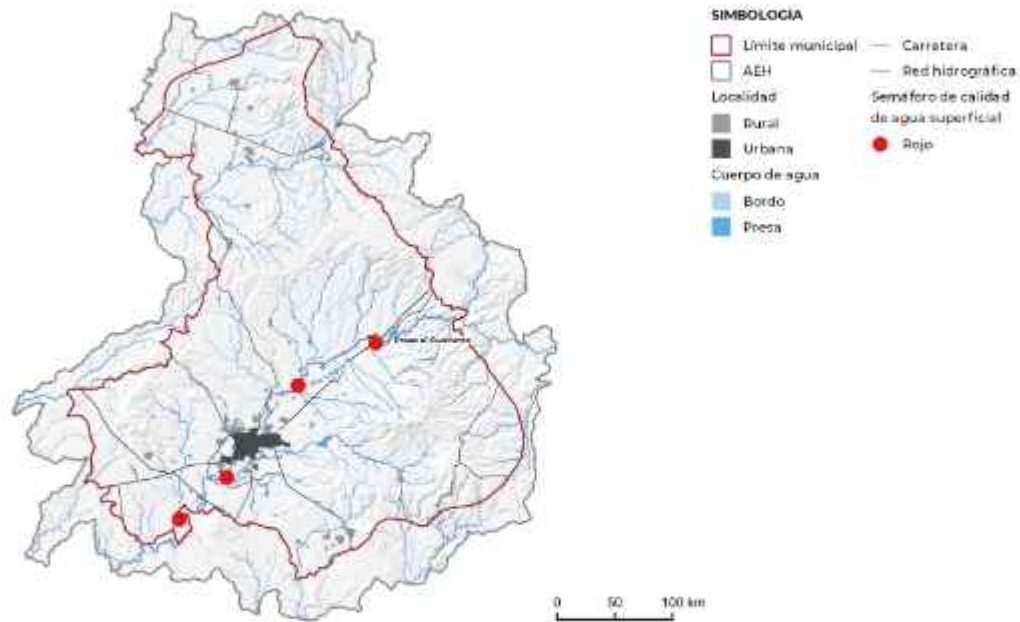 SIMBOLOGÍA
Límite municipal
AEH
Localidad
Rural
Urbana
Cuerpo de agua
Bordo
Presa
Carretera
Red hidrográfica
Semáforo de calidad
de agua superficial
Rojo
0 50 100 km